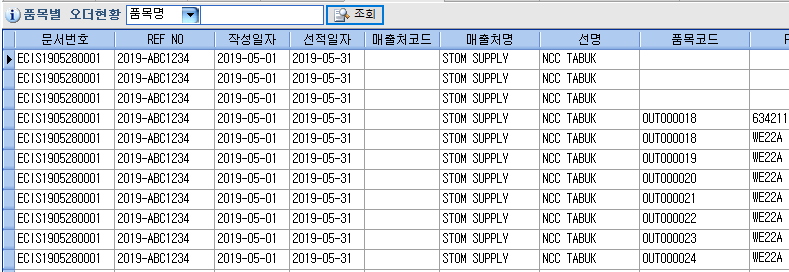 품목별 오더현황 품목명 조회
문서번호 REF NO 작성일자 선적일자 매출처코드 매출처명 선명 품목코드
ECIS1905280001 2019-ABC1234 2019-05-01 2019-05-31 STOM SUPPLY NCC TABUK
ECIS1905280001 2019-ABC1234 2019-05-01 2019-05-31 STOM SUPPLY NCC TABUK
ECIS1905280001 2019-ABC1234 2019-05-01 2019-05-31 STOM SUPPLY NCC TABUK
ECIS1905280001 2019-ABC1234 2019-05-01 2019-05-31 STOM SUPPLY NCC TABUK OUT000018 634211
ECIS1905280001 2019-ABC1234 2019-05-01 2019-05-31 STOM SUPPLY NCC TABUK OUT000018 WE22A
ECIS1905280001 2019-ABC1234 2019-05-01 2019-05-31 STOM SUPPLY NCC TABUK OUT000019 WE22A
ECIS1905280001 2019-ABC1234 2019-05-01 2019-05-31 STOM SUPPLY NCC TABUK OUT000020 WE22A
ECIS1905280001 2019-ABC1234 2019-05-01 2019-05-31 STOM SUPPLY NCC TABUK OUT000021 WE22A
ECIS1905280001 2019-ABC1234 2019-05-01 2019-05-31 STOM SUPPLY NCC TABUK OUT000022 WE22A
ECIS1905280001 2019-ABC1234 2019-05-01 2019-05-31 STOM SUPPLY NCC TABUK OUT000023 WE22A
ECIS1905280001 2019-ABC1234 2019-05-01 2019-05-31 STOM SUPPLY NCC TABUK OUT000024 WE22A